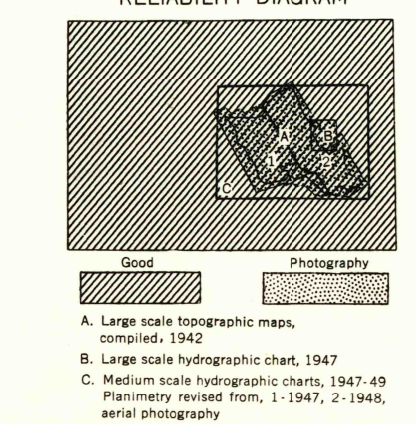 RELIABILITY DIAGRAM
A
B
1
2
C
Good Photography
A. Large scale topographic maps,
compiled, 1942
B. Large scale hydrographic chart, 1947
C. Medium scale hydrographic charts, 1947-49
Planimetry revised from, 1-1947, 2-1948,
aerial photography